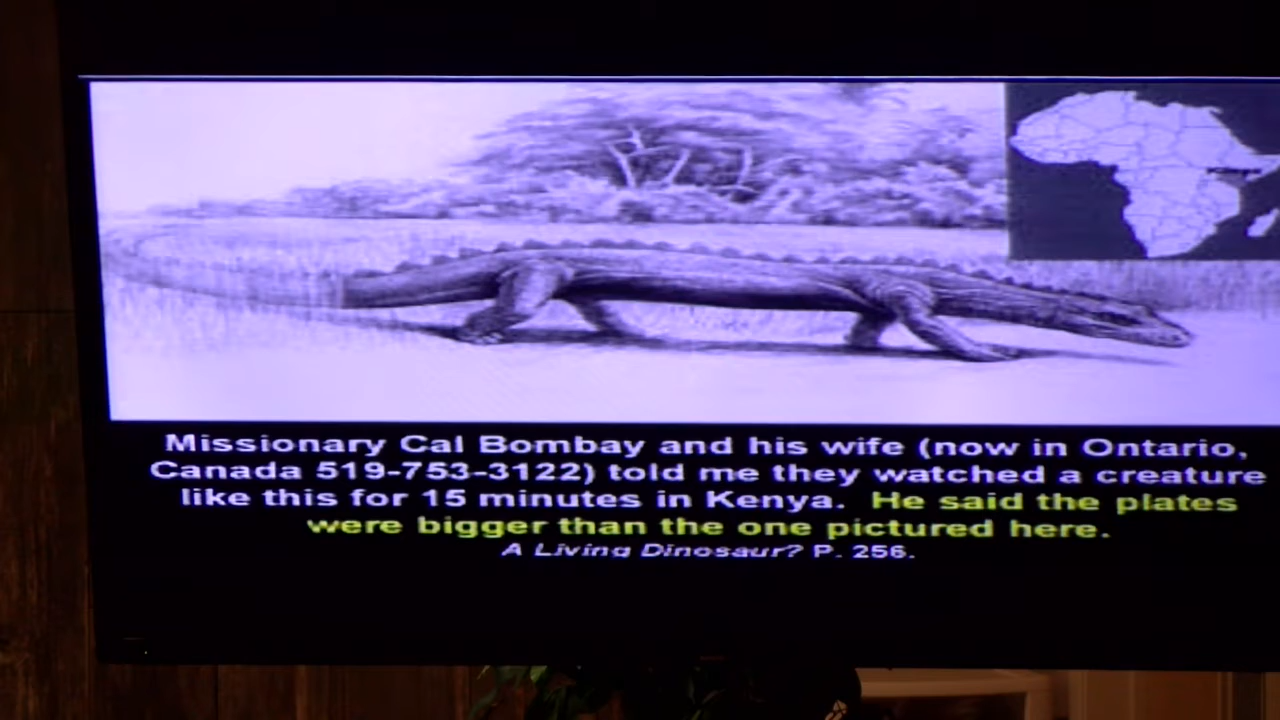 Missionary Cal Bombay and his wife (now in Ontario,
Canada 519-753-3122) told me they watched a creature
like this for 15 minutes in Kenya. He said the plates
were bigger than the one pictured here.
A Living Dinosaur? P. 256.